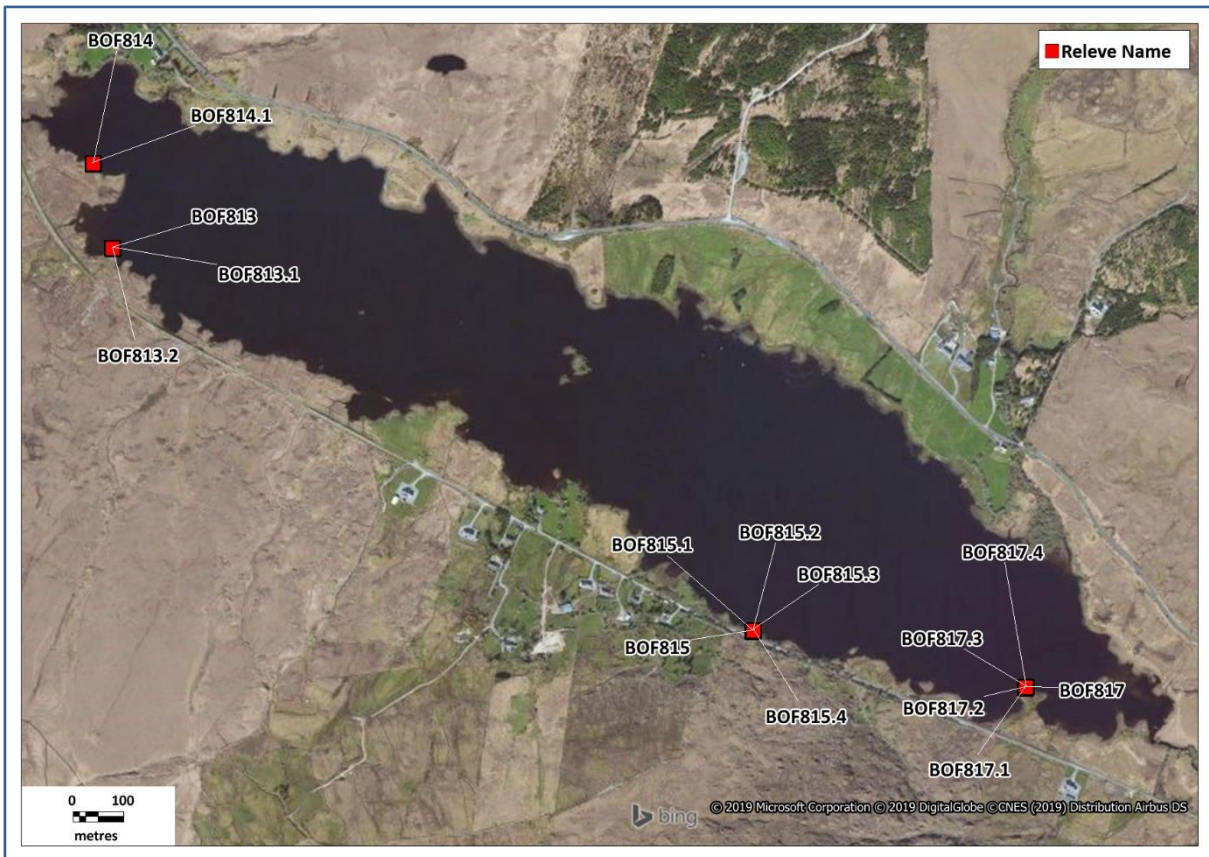 BOF814
Releve Name
BOF814.1
BOF813
BOF813.1
BOF813.2
BOF815.1
BOF815.2
BOF817.4
BOF815.3
BOF817.3
BOF815
BOF817
BOF817.2
BOF815.4
BOF817.1
0 100
metres
bing
© 2019 Microsoft Corporation © 2019 DigitalGlobe ©CNES (2019) Distribution Airbus DS